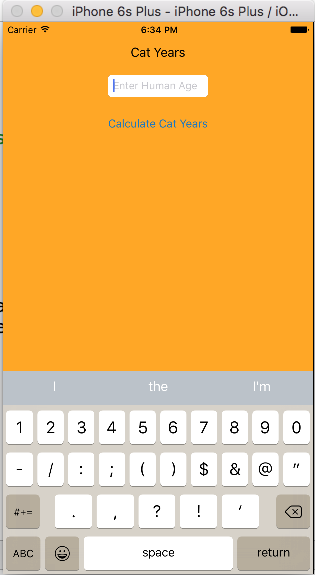 iPhone 6s Plus - iPhone 6s Plus / iO...
Carrier 6:34 PM
Cat Years
Enter Human Age
Calculate Cat Years
I the I'm
1 2 3 4 5 6 7 8 9 0
- / : ; ( ) $ & @ "
#+= . , ? ! '
ABC space return